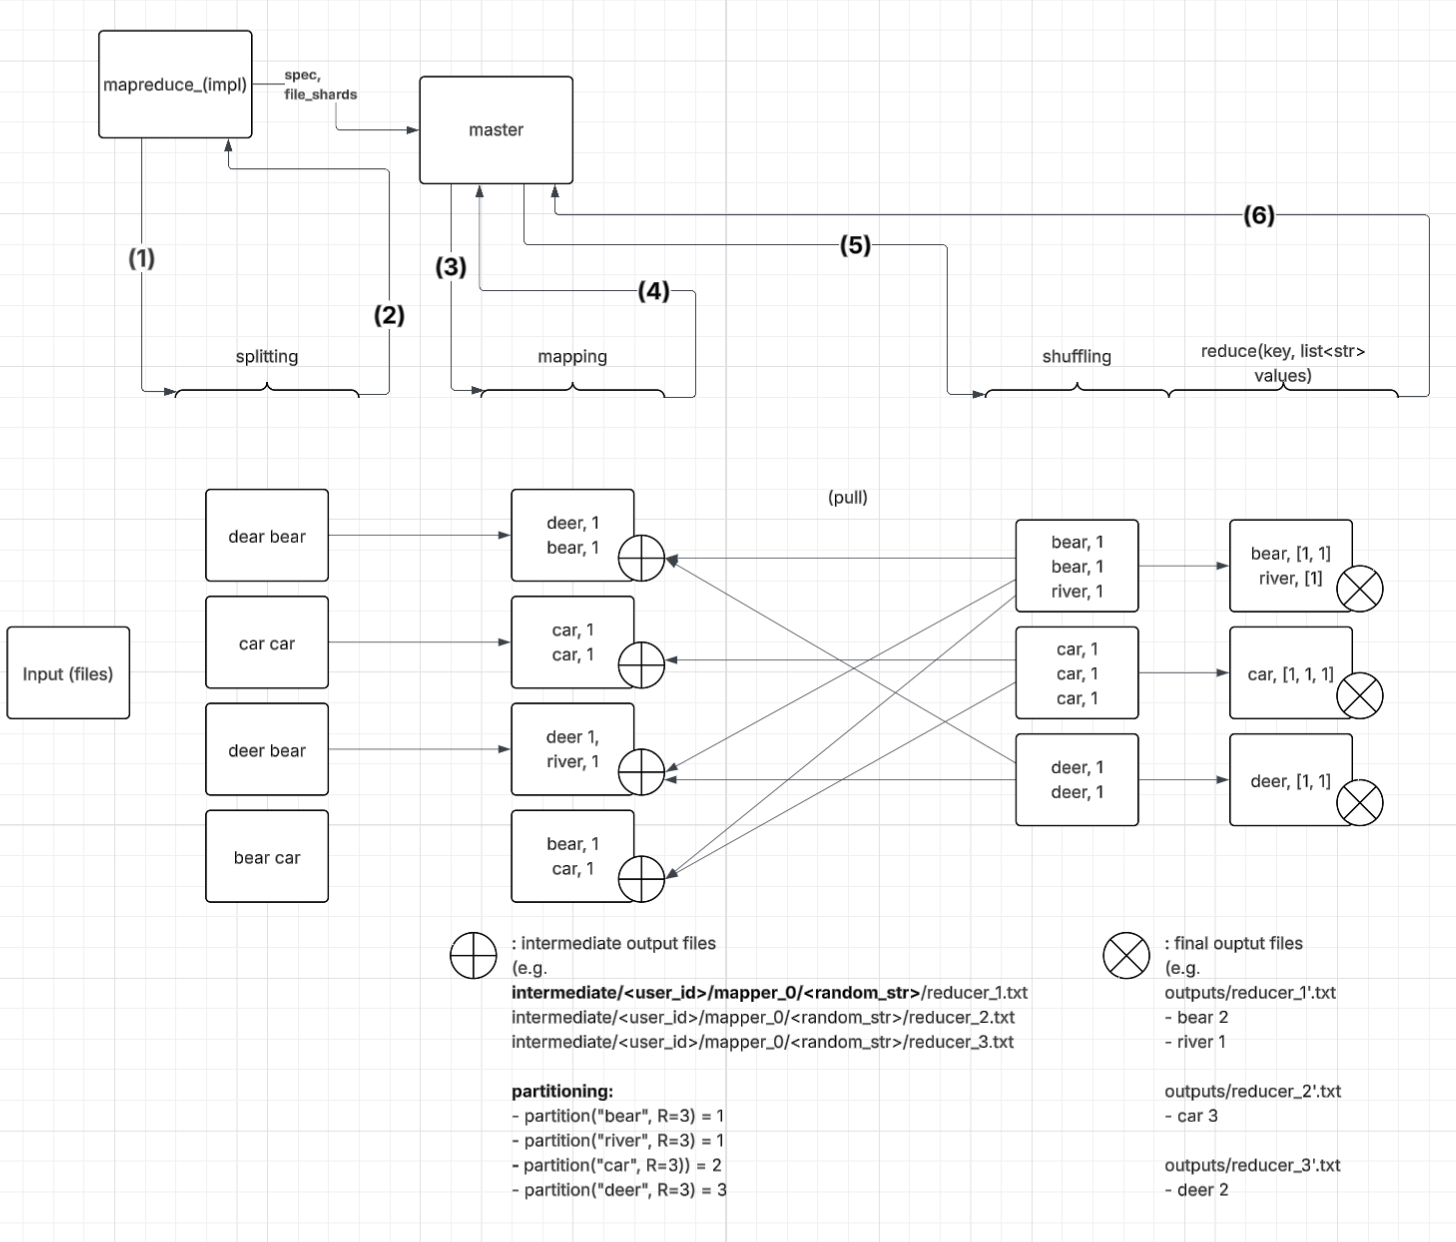 mapreduce_(impl)
spec,
file_shards
master
(1)
(2)
(3)
(4)
(5)
(6)
splitting
mapping
shuffling
reduce(key, list<str>
values)
(pull)
Input (files)
dear bear
car car
deer bear
bear car
deer, 1
bear, 1
car, 1
car, 1
deer 1,
river, 1
bear, 1
car, 1
bear, 1
bear, 1
river, 1
car, 1
car, 1
car, 1
deer, 1
deer, 1
bear, [1, 1]
river, [1]
car, [1, 1, 1]
deer, [1, 1]
: intermediate output files
(e.g.
intermediate/<user_id>/mapper_0/<random_str>/reducer_1.txt
intermediate/<user_id>/mapper_0/<random_str>/reducer_2.txt
intermediate/<user_id>/mapper_0/<random_str>/reducer_3.txt
partitioning:
- partition("bear", R=3) = 1
- partition("river", R=3) = 1
- partition("car", R=3)) = 2
- partition("deer", R=3) = 3
: final ouptut files
(e.g.
outputs/reducer_1'.txt
- bear 2
- river 1
outputs/reducer_2'.txt
- car 3
outputs/reducer_3'.txt
- deer 2